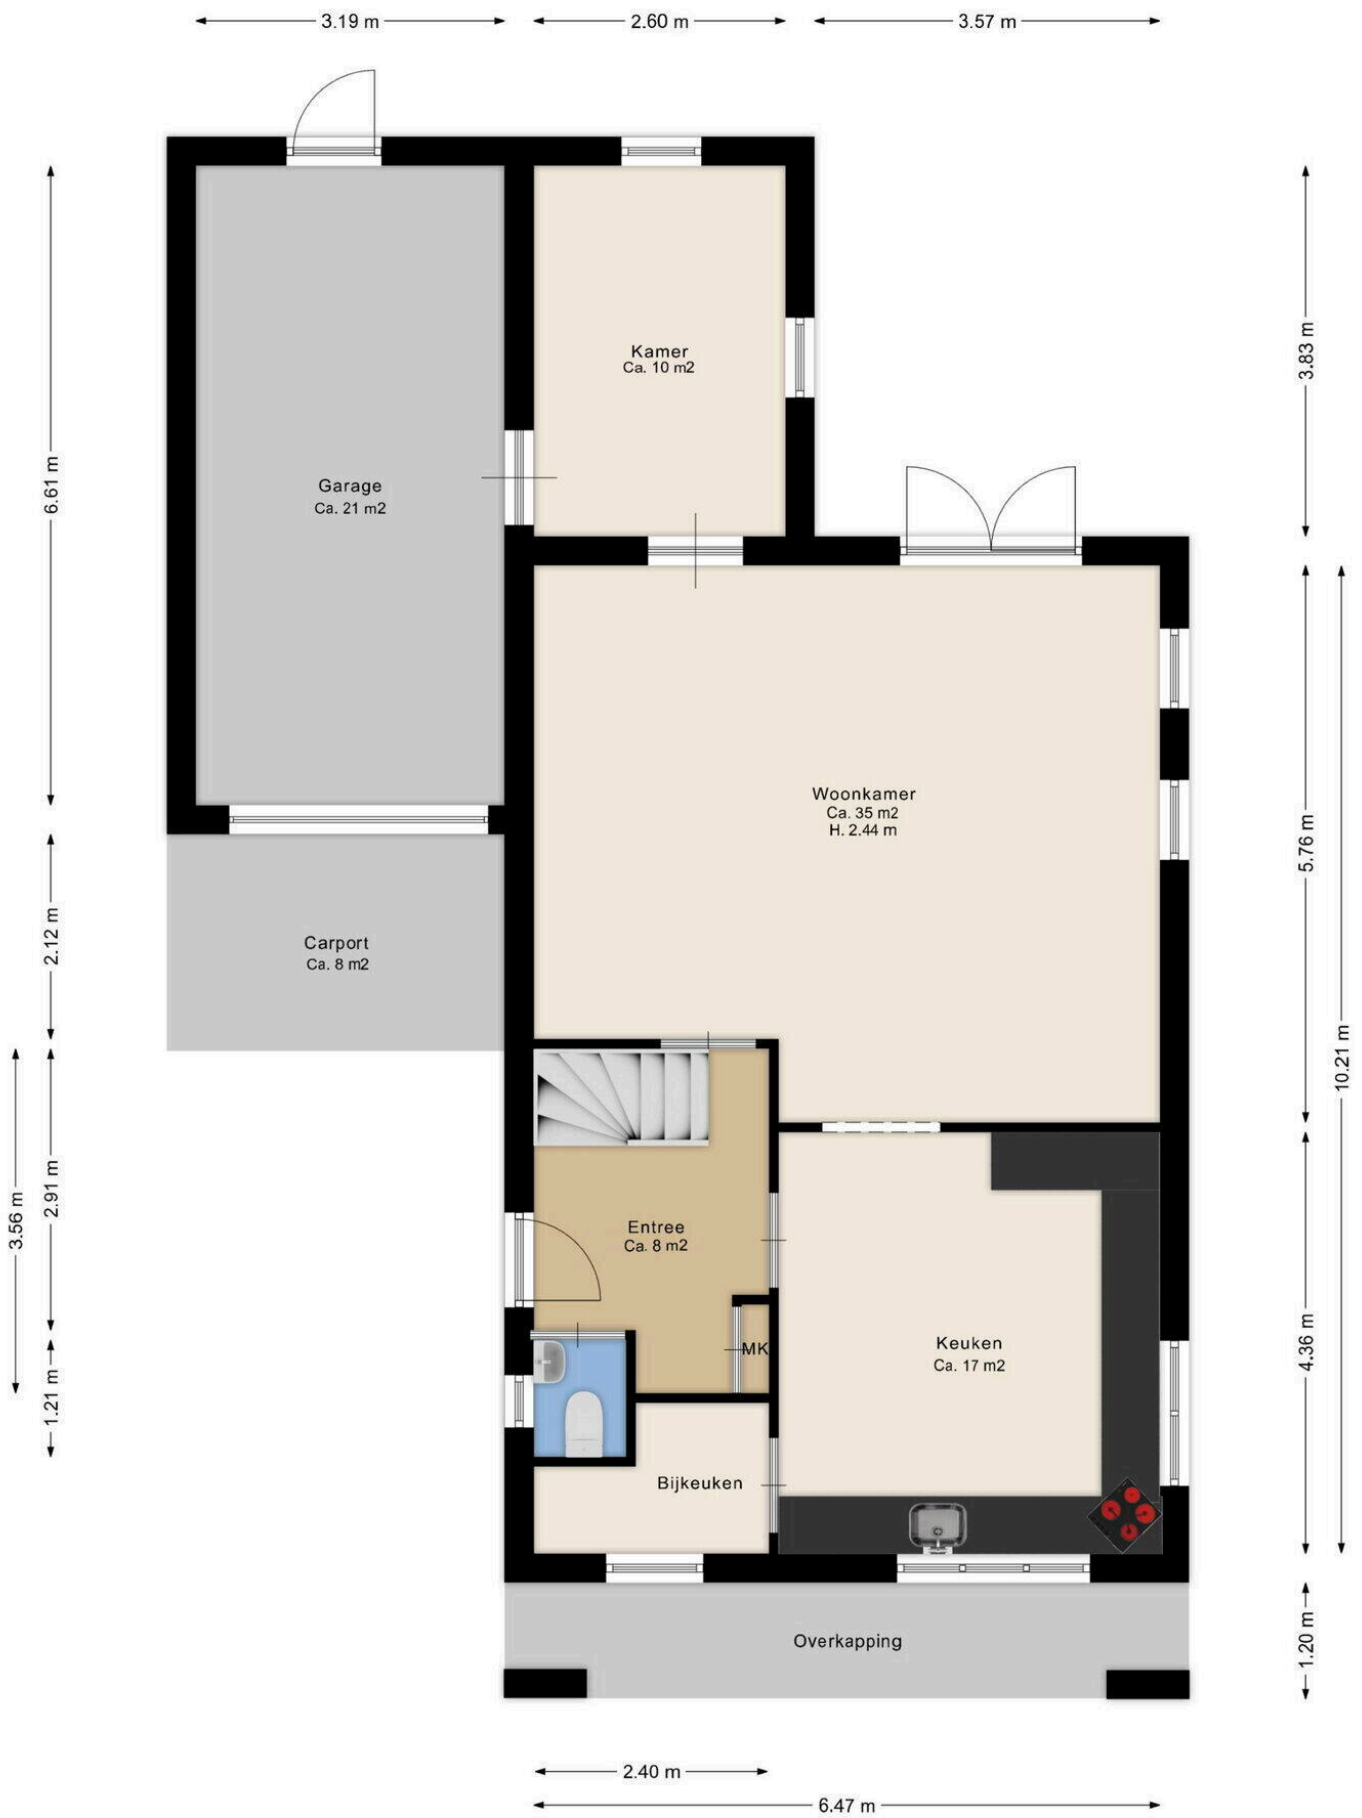 3.19 m
2.60 m
3.57 m
Kamer
Ca. 10 m2
3.83 m
Garage
Ca. 21 m2
6.61 m
Woonkamer
Ca. 35 m2
H. 2.44 m
5.76 m
Carport
Ca. 8 m2
2.12 m
10.21 m
2.91 m
3.56 m
Entree
Ca. 8 m2
MK
Keuken
Ca. 17 m2
4.36 m
1.21 m
Bijkeuken
Overkapping
1.20 m
2.40 m
6.47 m